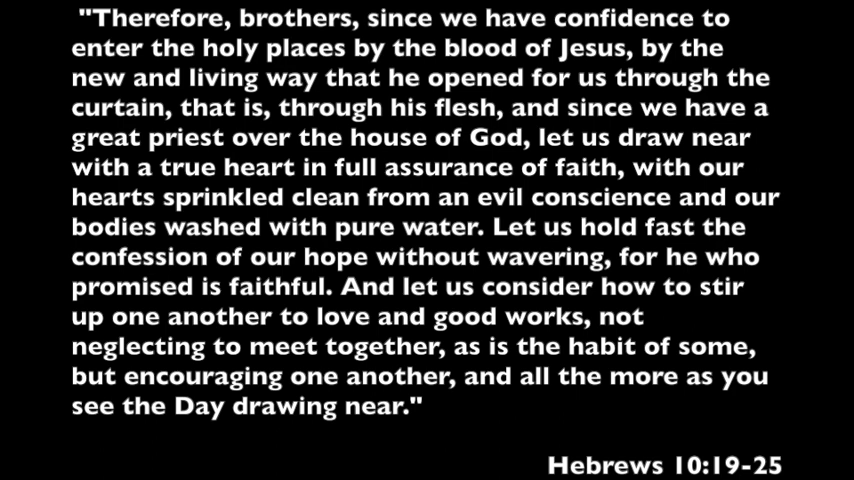 "Therefore, brothers, since we have confidence to
enter the holy places by the blood of Jesus, by the
new and living way that he opened for us through the
curtain, that is, through his flesh, and since we have a
great priest over the house of God, let us draw near
with a true heart in full assurance of faith, with our
hearts sprinkled clean from an evil conscience and our
bodies washed with pure water. Let us hold fast the
confession of our hope without wavering, for he who
promised is faithful. And let us consider how to stir
up one another to love and good works, not
neglecting to meet together, as is the habit of some,
but encouraging one another, and all the more as you
see the Day drawing near."
Hebrews 10:19-25